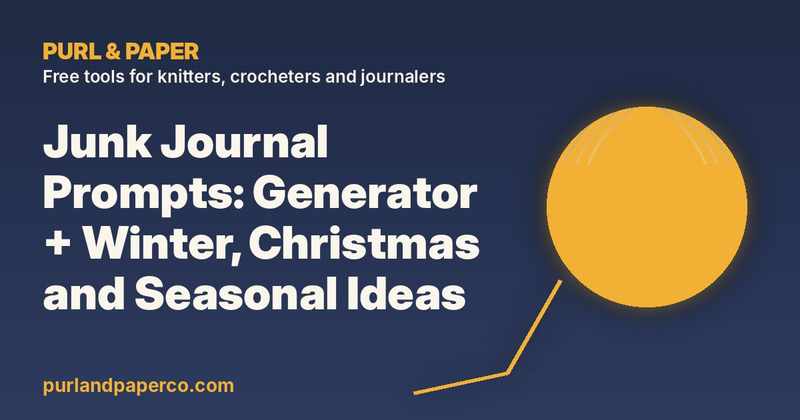 PURL & PAPER
Free tools for knitters, crocheters and journalers
Junk Journal
Prompts: Generator
+ Winter, Christmas
and Seasonal Ideas
purlandpaperco.com